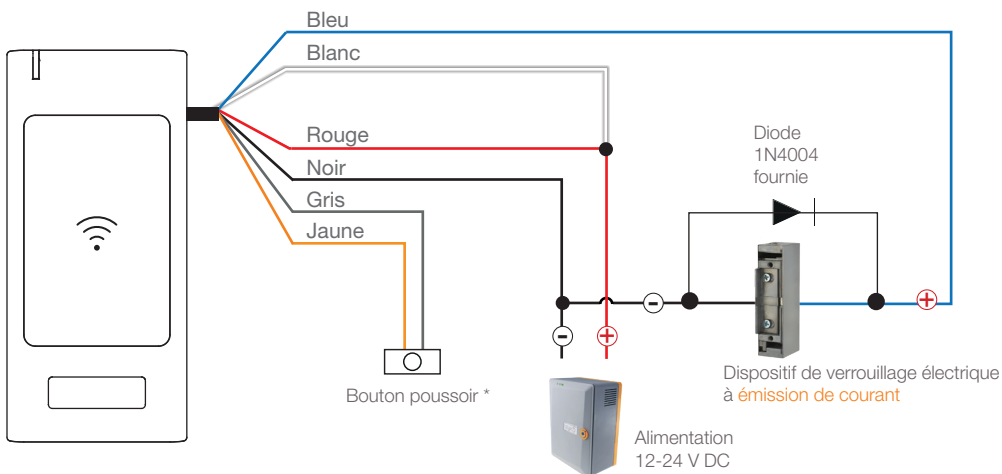 Bleu
Blanc
Rouge
Noir
Gris
Jaune
Diode
1N4004
fournie
Bouton poussoir *
Dispositif de verrouillage électrique
à émission de courant
Alimentation
12-24 V DC